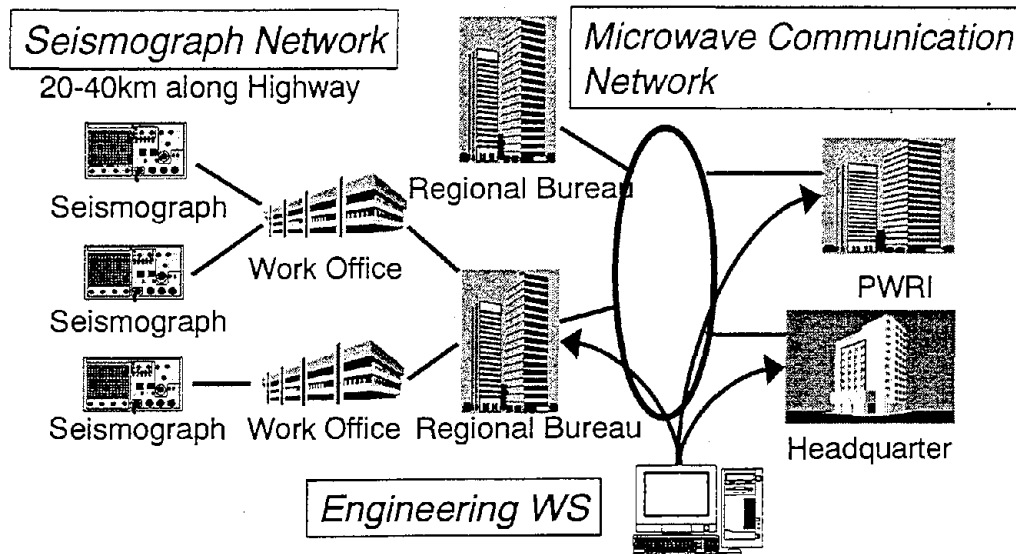 Seismograph Network
20-40km along Highway
Microwave Communication
Network
Regional Bureau
Seismograph
Work Office
Seismograph
PWRI
Seismograph
Work Office
Regional Bureau
Headquarter
Engineering WS